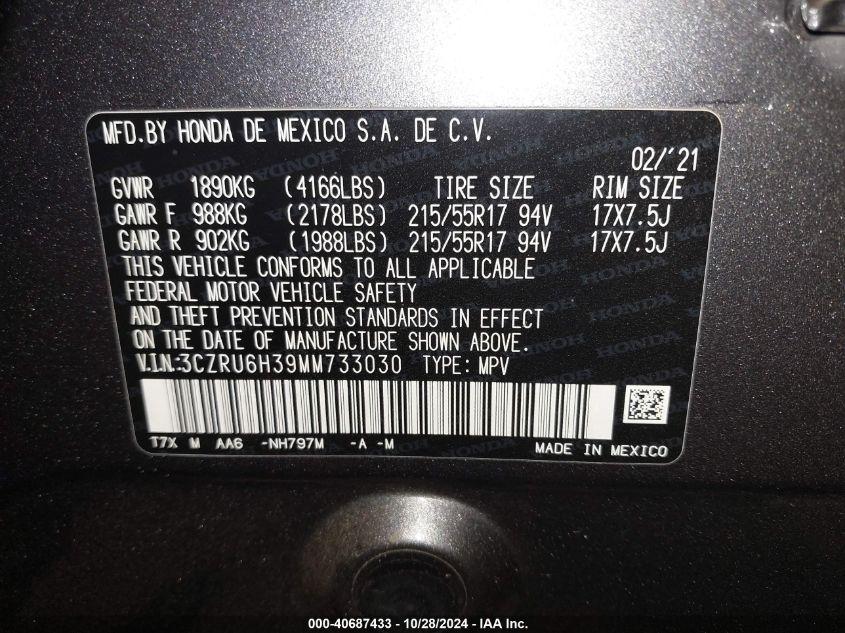 MFD.BY HONDA DE MEXICO S.A. DE C.V.
02/'21
GVWR 1890KG (4166LBS) TIRE SIZE RIM SIZE
GAWR F 988KG (2178LBS) 215/55R17 94V 17X7.5J
GAWR R 902KG (1988LBS) 215/55R17 94V 17X7.5J
THIS VEHICLE CONFORMS TO ALL APPLICABLE
FEDERAL MOTOR VEHICLE SAFETY
AND THEFT PREVENTION STANDARDS IN EFFECT
ON THE DATE OF MANUFACTURE SHOWN ABOVE.
V.I.N:3CZRU6H39MM733030 TYPE: MPV
T7X M AA6 -NH797M -A -M
MADE IN MEXICO
000-40687433 - 10/28/2024 - IAA Inc.